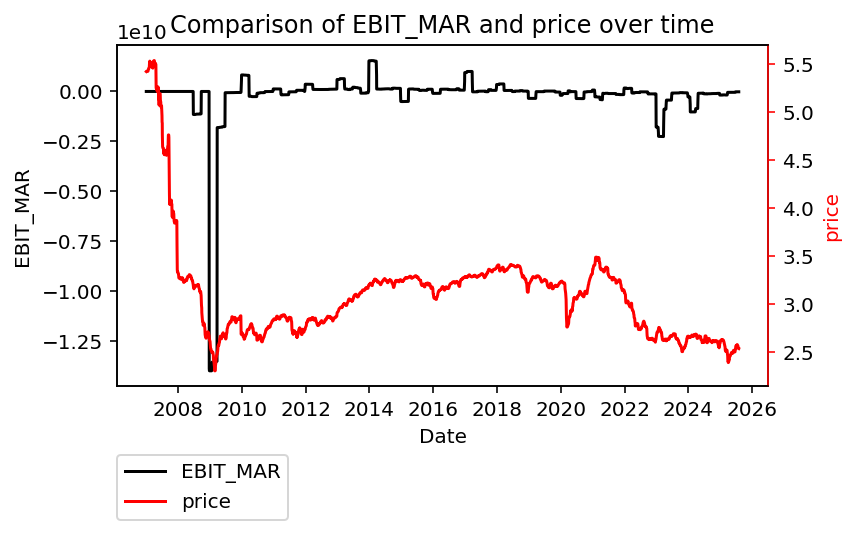 Comparison of EBIT_MAR and price over time
1e10
0.00
−0.25
−0.50
−0.75
−1.00
−1.25
EBIT_MAR
5.5
5.0
4.5
4.0
3.5
3.0
2.5
price
2008 2010 2012 2014 2016 2018 2020 2022 2024 2026
Date
EBIT_MAR
price